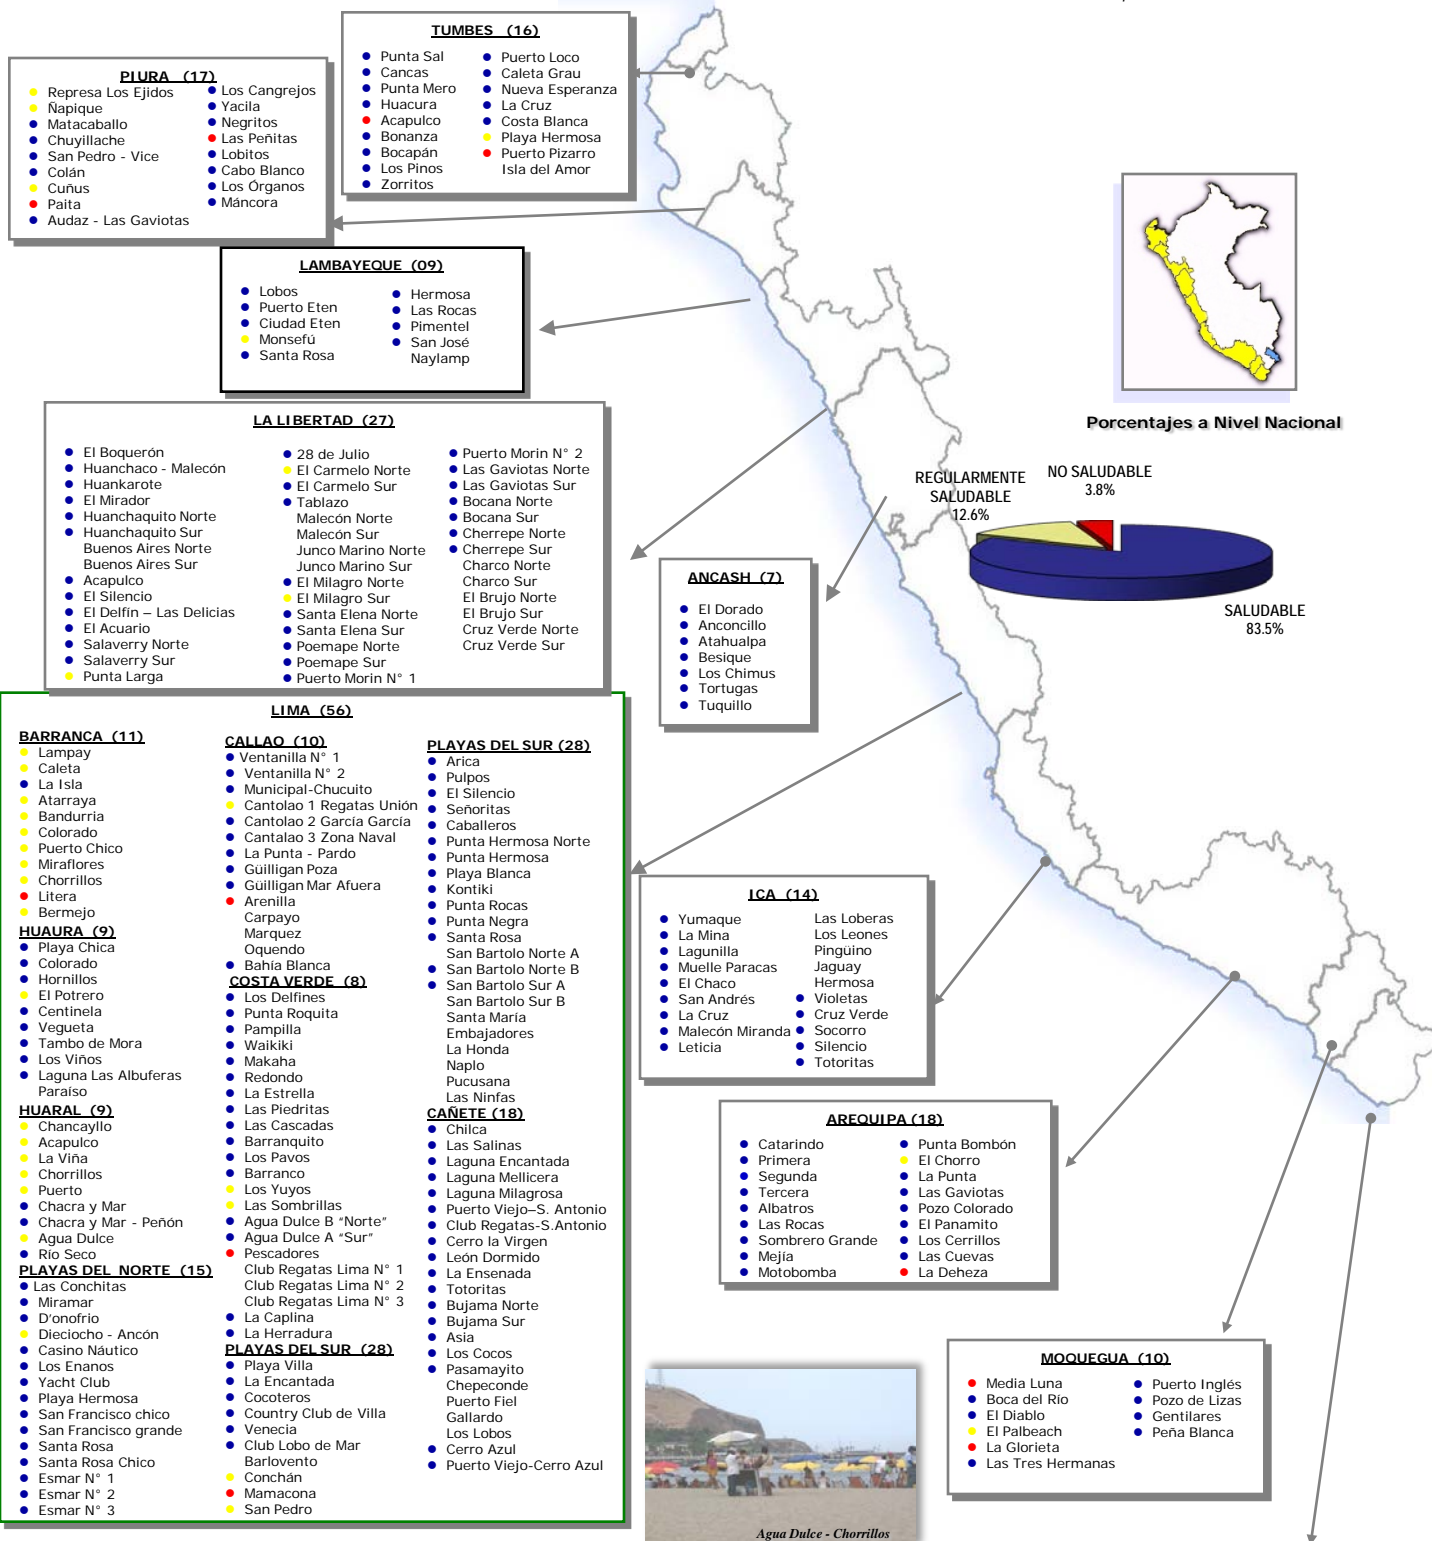 TUMBES (16)
Punta Sal
Cancas
Punta Mero
Huacura
Acapulco
Bonanza
Bocapán
Los Pinos
Zorritos
Puerto Loco
Caleta Grau
Nueva Esperanza
La Cruz
Costa Blanca
Playa Hermosa
Puerto Pizarro
Isla del Amor
PIURA (17)
Represa Los Ejidos
Ñapique
Matacaballo
Chuyillache
San Pedro - Vice
Colán
Cuñus
Paita
Audaz - Las Gaviotas
Los Cangrejos
Yacila
Negritos
Las Peñitas
Lobitos
Cabo Blanco
Los Órganos
Máncora
LAMBAYEQUE (09)
Lobos
Puerto Eten
Ciudad Eten
Monsefú
Santa Rosa
Hermosa
Las Rocas
Pimentel
San José
Naylamp
LA LIBERTAD (27)
El Boquerón
Huanchaco - Malecón
Huankarote
El Mirador
Huanchaquito Norte
Huanchaquito Sur
Buenos Aires Norte
Buenos Aires Sur
Acapulco
El Silencio
El Delfín – Las Delicias
El Acuario
Salaverry Norte
Salaverry Sur
Punta Larga
28 de Julio
El Carmelo Norte
El Carmelo Sur
Tablazo
Malecón Norte
Malecón Sur
Junco Marino Norte
Junco Marino Sur
El Milagro Norte
El Milagro Sur
Santa Elena Norte
Santa Elena Sur
Poemape Norte
Poemape Sur
Puerto Morin N° 1
Puerto Morin N° 2
Las Gaviotas Norte
Las Gaviotas Sur
Bocana Norte
Bocana Sur
Cherrepe Norte
Cherrepe Sur
Charco Norte
Charco Sur
El Brujo Norte
El Brujo Sur
Cruz Verde Norte
Cruz Verde Sur
Porcentajes a Nivel Nacional
REGULARMENTE
SALUDABLE
12.6%
NO SALUDABLE
3.8%
SALUDABLE
83.5%
ANCASH (7)
El Dorado
Anconcillo
Atahualpa
Besique
Los Chimus
Tortugas
Tuquillo
LIMA (56)
BARRANCA (11)
Lampay
Caleta
La Isla
Atarraya
Bandurria
Colorado
Puerto Chico
Miraflores
Chorrillos
Litera
Bermejo
HUAURA (9)
Playa Chica
Colorado
Hornillos
El Potrero
Centinela
Vegueta
Tambo de Mora
Los Viños
Laguna Las Albuferas
Paraíso
HUARAL (9)
Chancayllo
Acapulco
La Viña
Chorrillos
Puerto
Chacra y Mar
Chacra y Mar - Peñón
Agua Dulce
Río Seco
PLAYAS DEL NORTE (15)
Las Conchitas
Miramar
D'onofrio
Dieciocho - Ancón
Casino Náutico
Los Enanos
Yacht Club
Playa Hermosa
San Francisco chico
San Francisco grande
Santa Rosa
Santa Rosa Chico
Esmar N° 1
Esmar N° 2
Esmar N° 3
CALLAO (10)
Ventanilla N° 1
Ventanilla N° 2
Municipal-Chucuito
Cantolao 1 Regatas Unión
Cantolao 2 García García
Cantalao 3 Zona Naval
La Punta - Pardo
Güilligan Poza
Güilligan Mar Afuera
Arenilla
Carpayo
Marquez
Oquendo
Bahía Blanca
COSTA VERDE (8)
Los Delfines
Punta Roquita
Pampilla
Waikiki
Makaha
Redondo
La Estrella
Las Piedritas
Las Cascadas
Barranquito
Los Pavos
Barranco
Los Yuyos
Las Sombrillas
Agua Dulce B "Norte"
Agua Dulce A "Sur"
Pescadores
Club Regatas Lima N° 1
Club Regatas Lima N° 2
Club Regatas Lima N° 3
La Caplina
La Herradura
PLAYAS DEL SUR (28)
Playa Villa
La Encantada
Cocoteros
Country Club de Villa
Venecia
Club Lobo de Mar
Barlovento
Conchán
Mamacona
San Pedro
PLAYAS DEL SUR (28)
Arica
Pulpos
El Silencio
Señoritas
Caballeros
Punta Hermosa Norte
Punta Hermosa
Playa Blanca
Kontiki
Punta Rocas
Punta Negra
Santa Rosa
San Bartolo Norte A
San Bartolo Norte B
San Bartolo Sur A
San Bartolo Sur B
Santa María
Embajadores
La Honda
Naplo
Pucusana
Las Ninfas
CAÑETE (18)
Chilca
Las Salinas
Laguna Encantada
Laguna Mellicera
Laguna Milagrosa
Puerto Viejo–S. Antonio
Club Regatas-S.Antonio
Cerro la Virgen
León Dormido
La Ensenada
Totoritas
Bujama Norte
Bujama Sur
Asia
Los Cocos
Pasamayito
Chepeconde
Puerto Fiel
Gallardo
Los Lobos
Cerro Azul
Puerto Viejo-Cerro Azul
ICA (14)
Yumaque
La Mina
Lagunilla
Muelle Paracas
El Chaco
San Andrés
La Cruz
Malecón Miranda
Leticia
Las Loberas
Los Leones
Pingüino
Jaguay
Hermosa
Violetas
Cruz Verde
Socorro
Silencio
Totoritas
AREQUIPA (18)
Catarindo
Primera
Segunda
Tercera
Albatros
Las Rocas
Sombrero Grande
Mejía
Motobomba
Punta Bombón
El Chorro
La Punta
Las Gaviotas
Pozo Colorado
El Panamito
Los Cerrillos
Las Cuevas
La Deheza
MOQUEGUA (10)
Media Luna
Boca del Río
El Diablo
El Palbeach
La Glorieta
Las Tres Hermanas
Puerto Inglés
Pozo de Lizas
Gentilares
Peña Blanca
Agua Dulce - Chorrillos